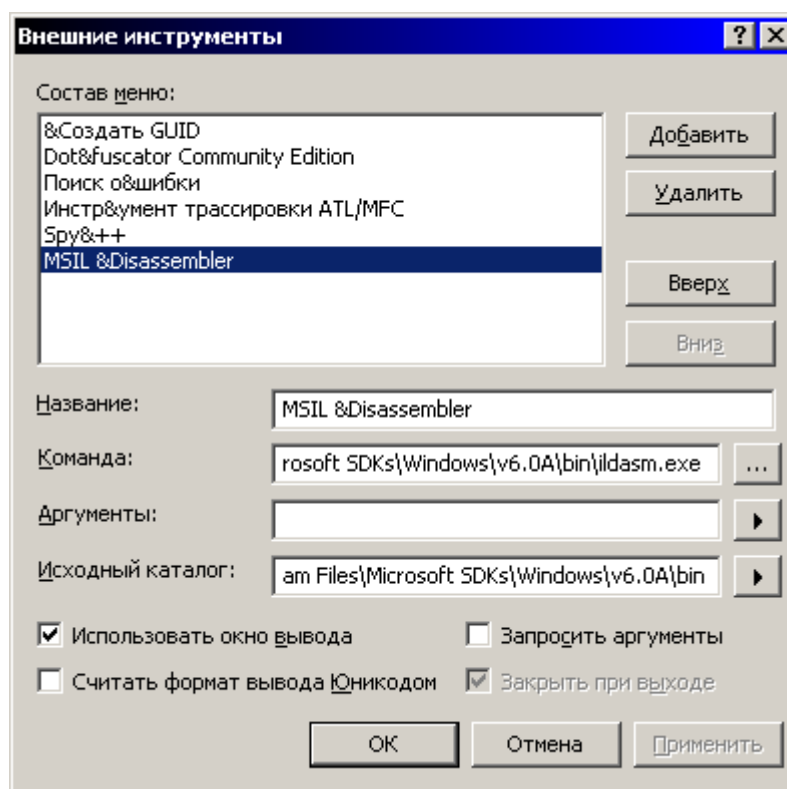 Внешние инструменты
Состав меню:
&Создать GUID
Dot&fuscator Community Edition
Поиск о&шибки
Инстр&умент трассировки ATL/MFC
Spy&++
MSIL &Disassembler
Добавить
Удалить
Вверх
Вниз
Название:
MSIL &Disassembler
Команда:
rosoft SDKs\Windows\v6.0A\bin\ildasm.exe
...
Аргументы:
Исходный каталог:
am Files\Microsoft SDKs\Windows\v6.0A\bin
Использовать окно вывода
Запросить аргументы
Считать формат вывода Юникодом
Закрыть при выходе
ОК
Отмена
Применить